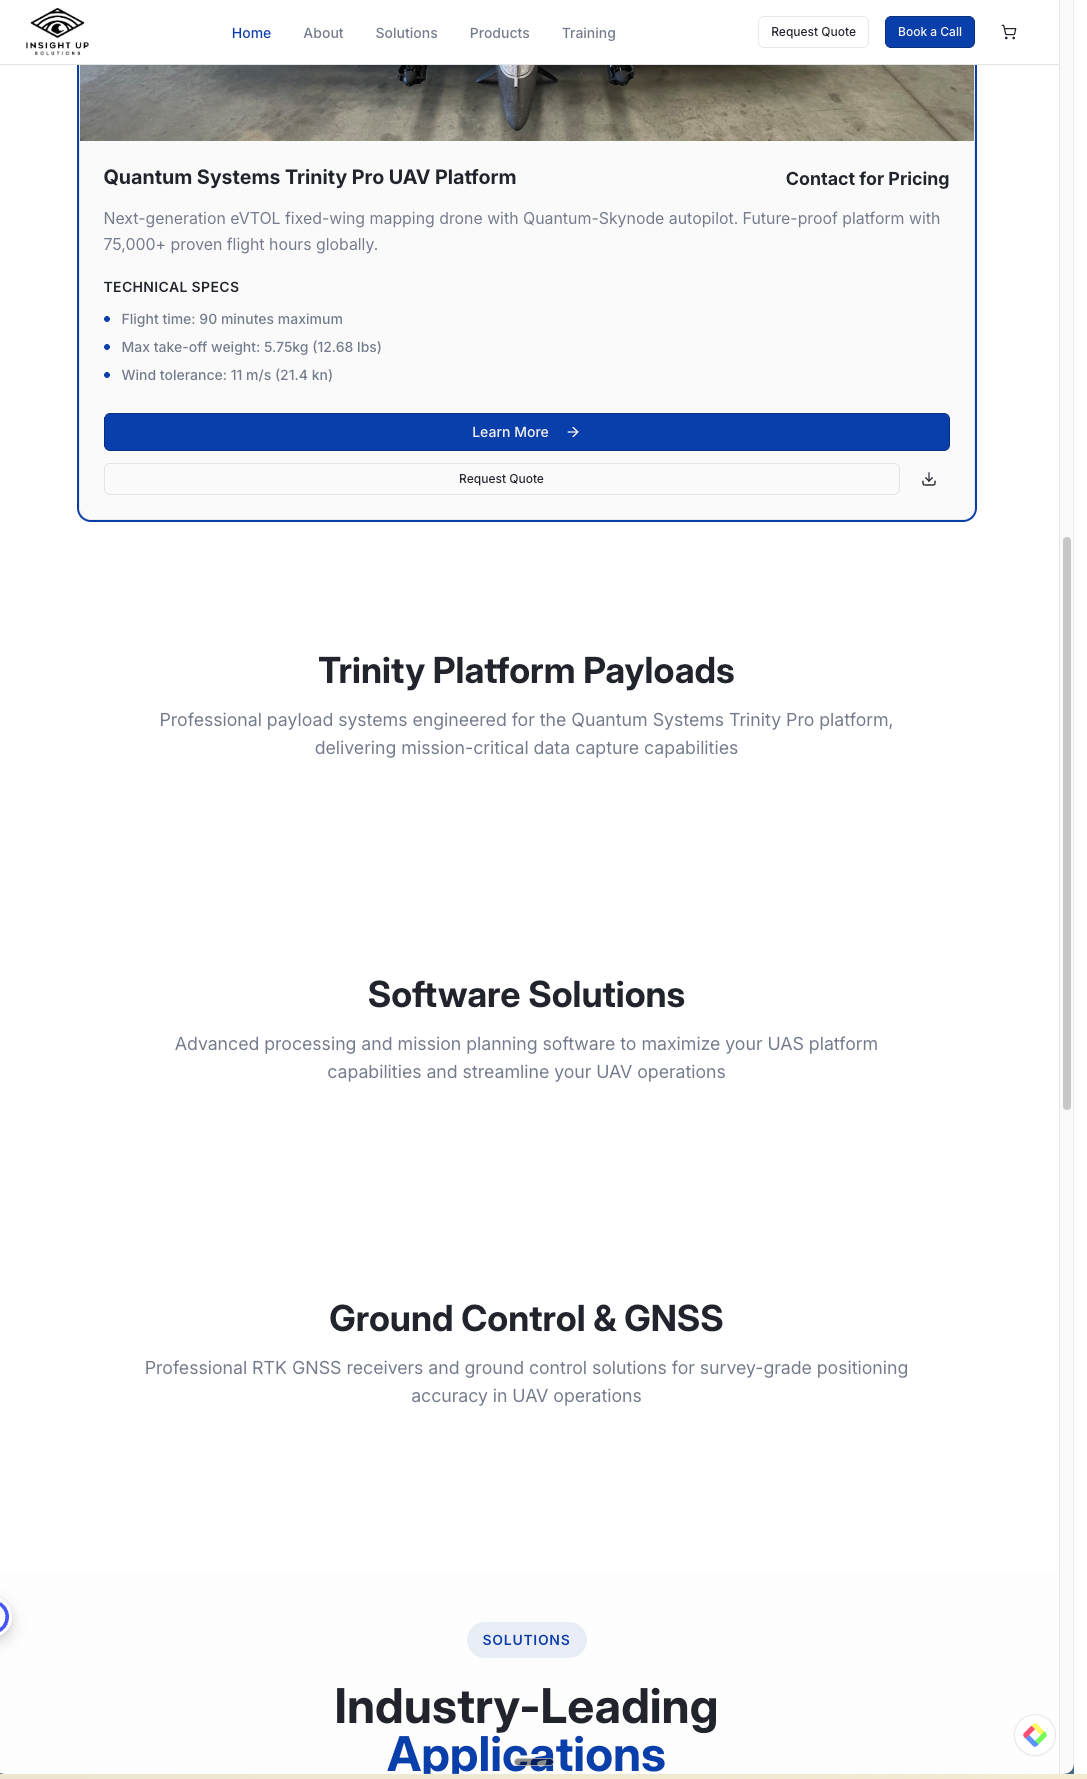 INSIGHT UP
SOLUTIONS
Home
About
Solutions
Products
Training
Request Quote
Book a Call
Quantum Systems Trinity Pro UAV Platform
Contact for Pricing
Next-generation eVTOL fixed-wing mapping drone with Quantum-Skynode autopilot. Future-proof platform with
75,000+ proven flight hours globally.
TECHNICAL SPECS
Flight time: 90 minutes maximum
Max take-off weight: 5.75kg (12.68 lbs)
Wind tolerance: 11 m/s (21.4 kn)
Learn More
Request Quote
Trinity Platform Payloads
Professional payload systems engineered for the Quantum Systems Trinity Pro platform,
delivering mission-critical data capture capabilities
Software Solutions
Advanced processing and mission planning software to maximize your UAS platform
capabilities and streamline your UAV operations
Ground Control & GNSS
Professional RTK GNSS receivers and ground control solutions for survey-grade positioning
accuracy in UAV operations
SOLUTIONS
Industry-Leading
Applications